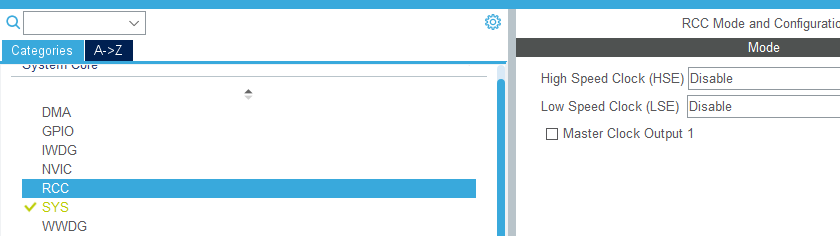 Categories A->Z
System Core
DMA
GPIO
IWDG
NVIC
RCC
SYS
WWDG
RCC Mode and Configuratio
Mode
High Speed Clock (HSE) Disable
Low Speed Clock (LSE) Disable
Master Clock Output 1